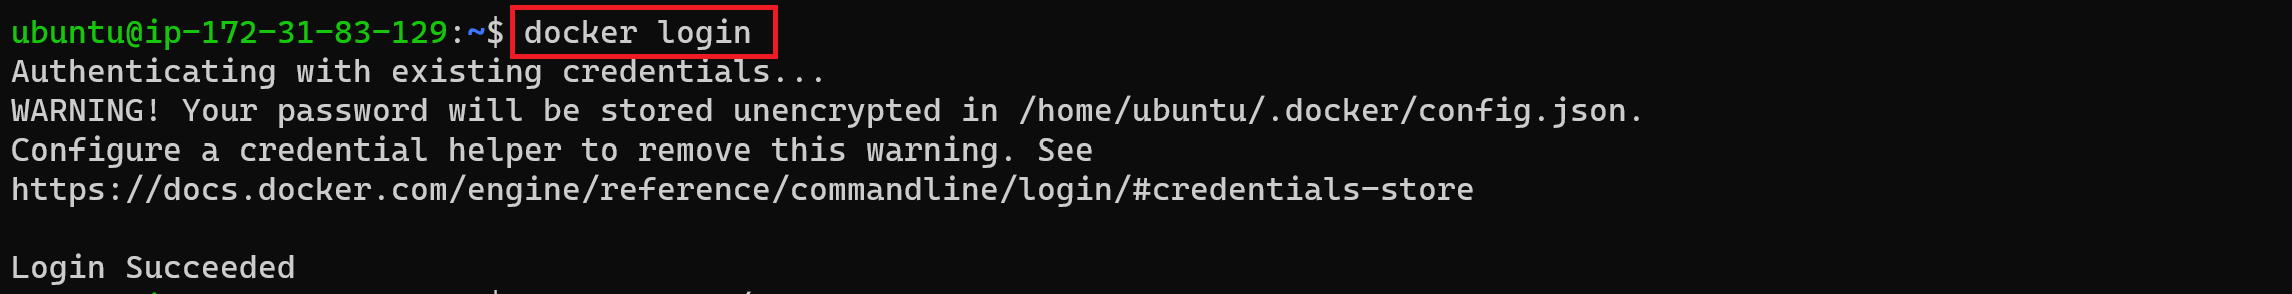 ubuntu@ip-172-31-83-129:~$ docker login
Authenticating with existing credentials...
WARNING! Your password will be stored unencrypted in /home/ubuntu/.docker/config.json.
Configure a credential helper to remove this warning. See
https://docs.docker.com/engine/reference/commandline/login/#credentials-store
Login Succeeded